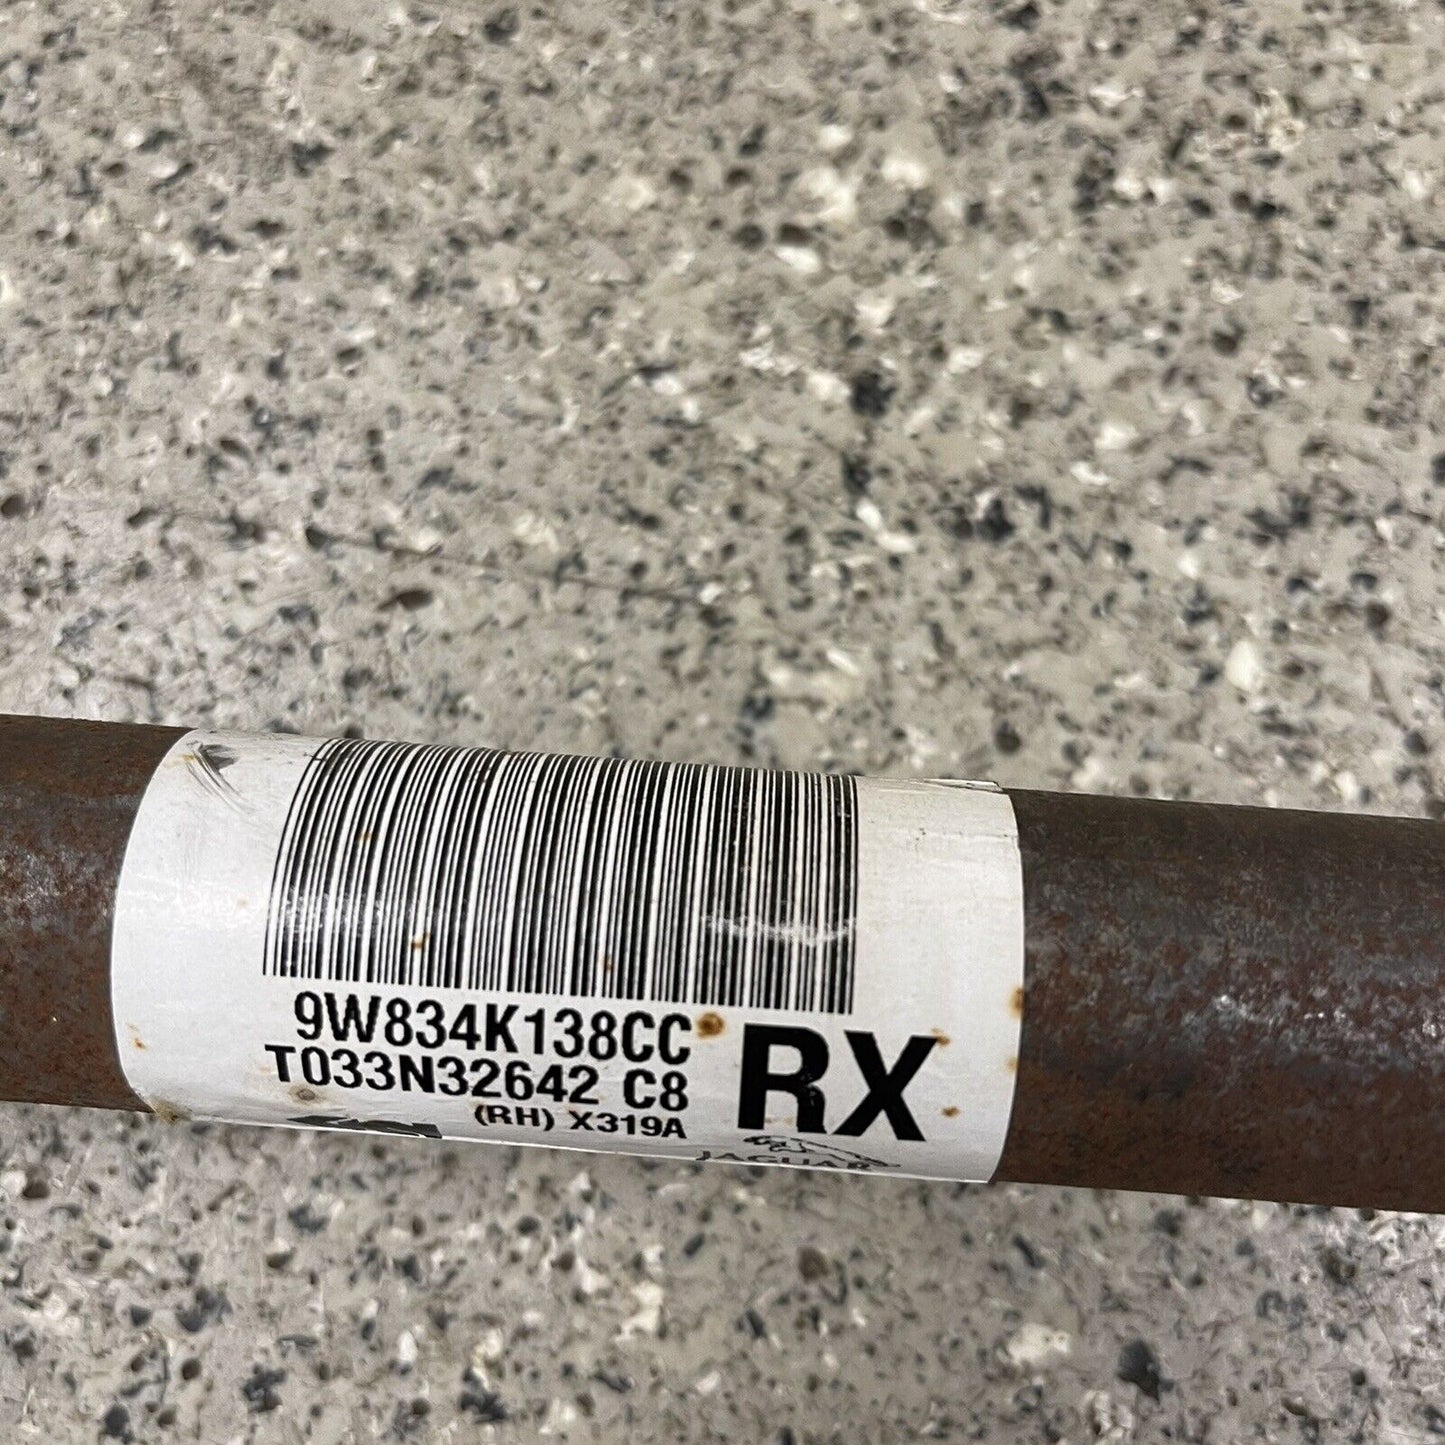 9W834K138CC
T033N32642 C8
(RH) X319A
RX
JAGUAR